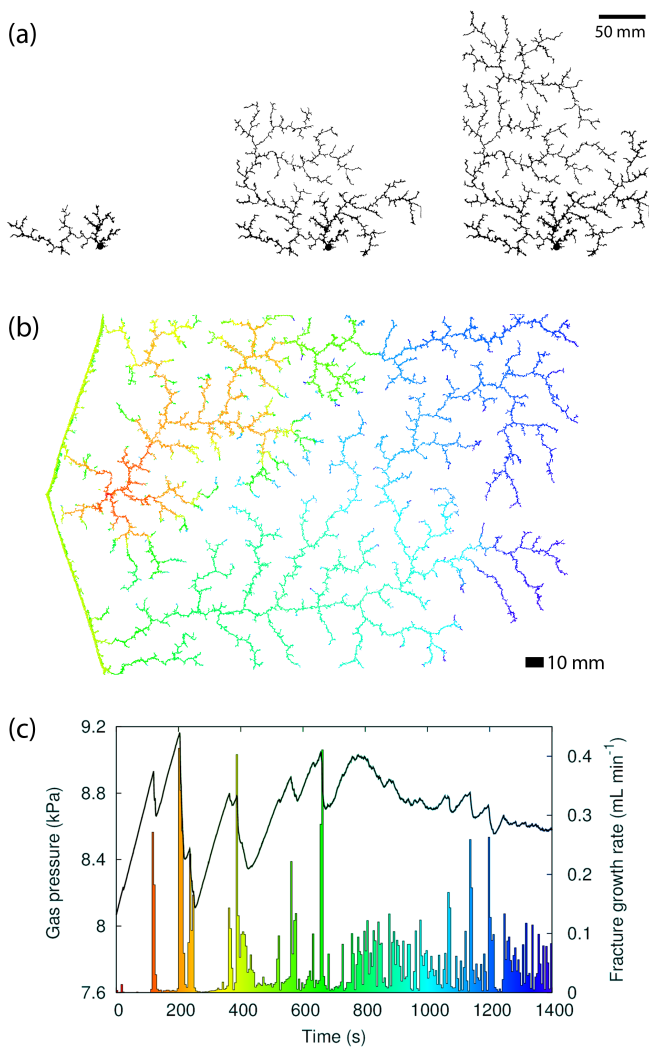 (a)
50 mm
(b)
10 mm
(c)
9.2
8.8
8.4
8
7.6
Gas pressure (kPa)
0.4
0.3
0.2
0.1
0
Fracture growth rate (mL min⁻¹)
0 200 400 600 800 1000 1200 1400
Time (s)